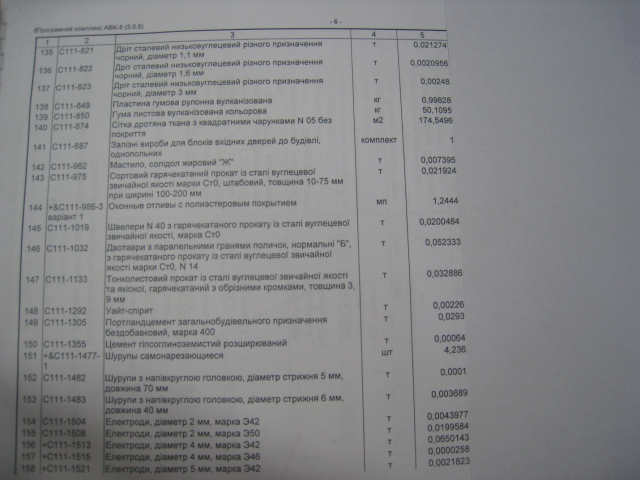 †Програмний комплекс АВК-5 (3.0.6)
- 6 -
1 2 3 4 5
135 С111-821 Дріт сталевий низьковуглецевий різного призначення т 0,021274
чорний, діаметр 1,1 мм
136 С111-822 Дріт сталевий низьковуглецевий різного призначення т 0,0020956
чорний, діаметр 1,6 мм
137 С111-823 Дріт сталевий низьковуглецевий різного призначення т 0,00248
чорний, діаметр 3 мм
138 С111-849 Пластина гумова рулонна вулканізована кг 0,99828
139 С111-850 Гума листова вулканізована кольорова кг 50,1095
140 С111-874 Сітка дротяна ткана з квадратними чарунками N 05 без м2 174,5496
покриття
141 С111-887 Залізні вироби для блоків вхідних дверей до будівлі, комплект 1
однопольних
142 С111-962 Мастило, солідол жировий "Ж" т 0,007395
143 С111-975 Сортовий гарячекатаний прокат із сталі вуглецевої т 0,021924
звичайної якості марки Ст0, штабовий, товщина 10-75 мм
при ширині 100-200 мм
144 +&С111-986-3 Оконные отливы с полиэстеровым покрытием мп 1,2444
варіант 1
145 С111-1019 Швелери N 40 з гарячекатаного прокату із сталі вуглецевої т 0,0200484
звичайної якості, марка Ст0
146 С111-1032 Двотаври з паралельними гранями поличок, нормальні "Б", т 0,052333
з гарячекатаного прокату із сталі вуглецевої звичайної
якості марки Ст0, N 14
147 С111-1133 Тонколистовий прокат із сталі вуглецевої звичайної якості т 0,032886
та якісної, гарячекатаний з обрізними кромками, товщина 3,
9 мм
148 С111-1292 Уайт-спірит т 0,00226
149 С111-1305 Портландцемент загальнобудівельного призначення т 0,0293
бездобавковий, марка 400
150 С111-1355 Цемент гіпсоглиноземистий розширюваний т 0,00064
151 +&С111-1477- Шурупы самонарезающиеся шт 4,236
1
152 С111-1482 Шурупи з напівкруглою головкою, діаметр стрижня 5 мм, т 0,0001
довжина 70 мм
153 С111-1483 Шурупи з напівкруглою головкою, діаметр стрижня 6 мм, т 0,003689
довжина 40 мм
154 С111-1504 Електроди, діаметр 2 мм, марка Э42 т 0,0043977
155 С111-1508 Електроди, діаметр 2 мм, марка Э50 т 0,0199584
156 +С111-1513 Електроди, діаметр 4 мм, марка Э42 т 0,0650143
157 +С111-1515 Електроди, діаметр 4 мм, марка Э46 т 0,0000258
158 +С111-1521 Електроди, діаметр 5 мм, марка Э42 т 0,0021823